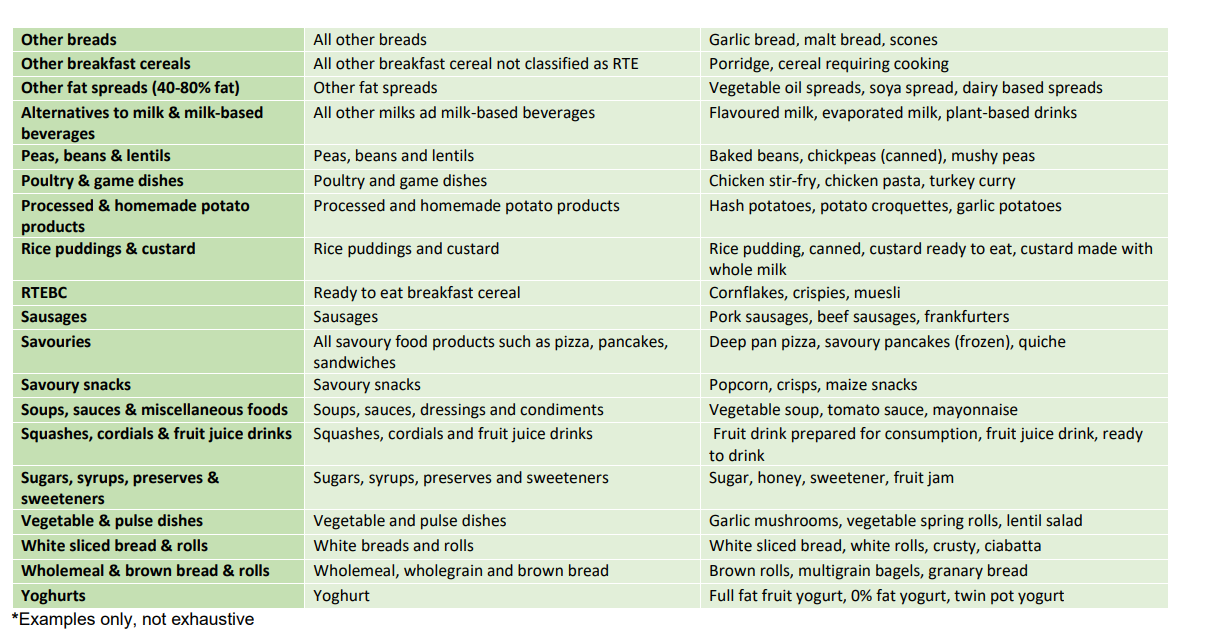 Other breads All other breads Garlic bread, malt bread, scones
Other breakfast cereals All other breakfast cereal not classified as RTE Porridge, cereal requiring cooking
Other fat spreads (40-80% fat) Other fat spreads Vegetable oil spreads, soya spread, dairy based spreads
Alternatives to milk & milk-based All other milks ad milk-based beverages Flavoured milk, evaporated milk, plant-based drinks
beverages
Peas, beans & lentils Peas, beans and lentils Baked beans, chickpeas (canned), mushy peas
Poultry & game dishes Poultry and game dishes Chicken stir-fry, chicken pasta, turkey curry
Processed & homemade potato Processed and homemade potato products Hash potatoes, potato croquettes, garlic potatoes
products
Rice puddings & custard Rice puddings and custard Rice pudding, canned, custard ready to eat, custard made with
whole milk
RTEBC Ready to eat breakfast cereal Cornflakes, crispies, muesli
Sausages Sausages Pork sausages, beef sausages, frankfurters
Savouries All savoury food products such as pizza, pancakes, Deep pan pizza, savoury pancakes (frozen), quiche
sandwiches
Savoury snacks Savoury snacks Popcorn, crisps, maize snacks
Soups, sauces & miscellaneous foods Soups, sauces, dressings and condiments Vegetable soup, tomato sauce, mayonnaise
Squashes, cordials & fruit juice drinks Squashes, cordials and fruit juice drinks Fruit drink prepared for consumption, fruit juice drink, ready
to drink
Sugars, syrups, preserves & Sugars, syrups, preserves and sweeteners Sugar, honey, sweetener, fruit jam
sweeteners
Vegetable & pulse dishes Vegetable and pulse dishes Garlic mushrooms, vegetable spring rolls, lentil salad
White sliced bread & rolls White breads and rolls White sliced bread, white rolls, crusty, ciabatta
Wholemeal & brown bread & rolls Wholemeal, wholegrain and brown bread Brown rolls, multigrain bagels, granary bread
Yoghurts Yoghurt Full fat fruit yogurt, 0% fat yogurt, twin pot yogurt
*Examples only, not exhaustive